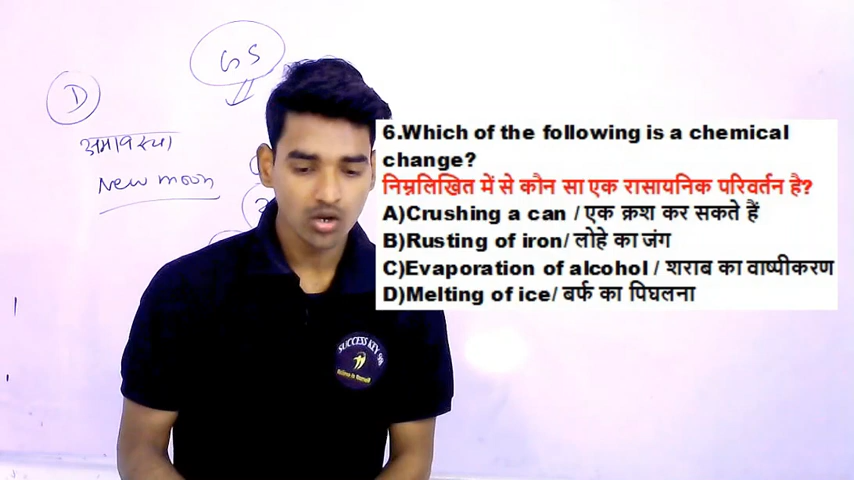 GS
D
अमावस्या
New moon
6.Which of the following is a chemical
change?
निम्नलिखित में से कौन सा एक रासायनिक परिवर्तन है?
A)Crushing a can / एक क्रश कर सकते हैं
B)Rusting of iron/ लोहे का जंग
C)Evaporation of alcohol / शराब का वाष्पीकरण
D)Melting of ice/ बर्फ का पिघलना
SUCCESS KEY